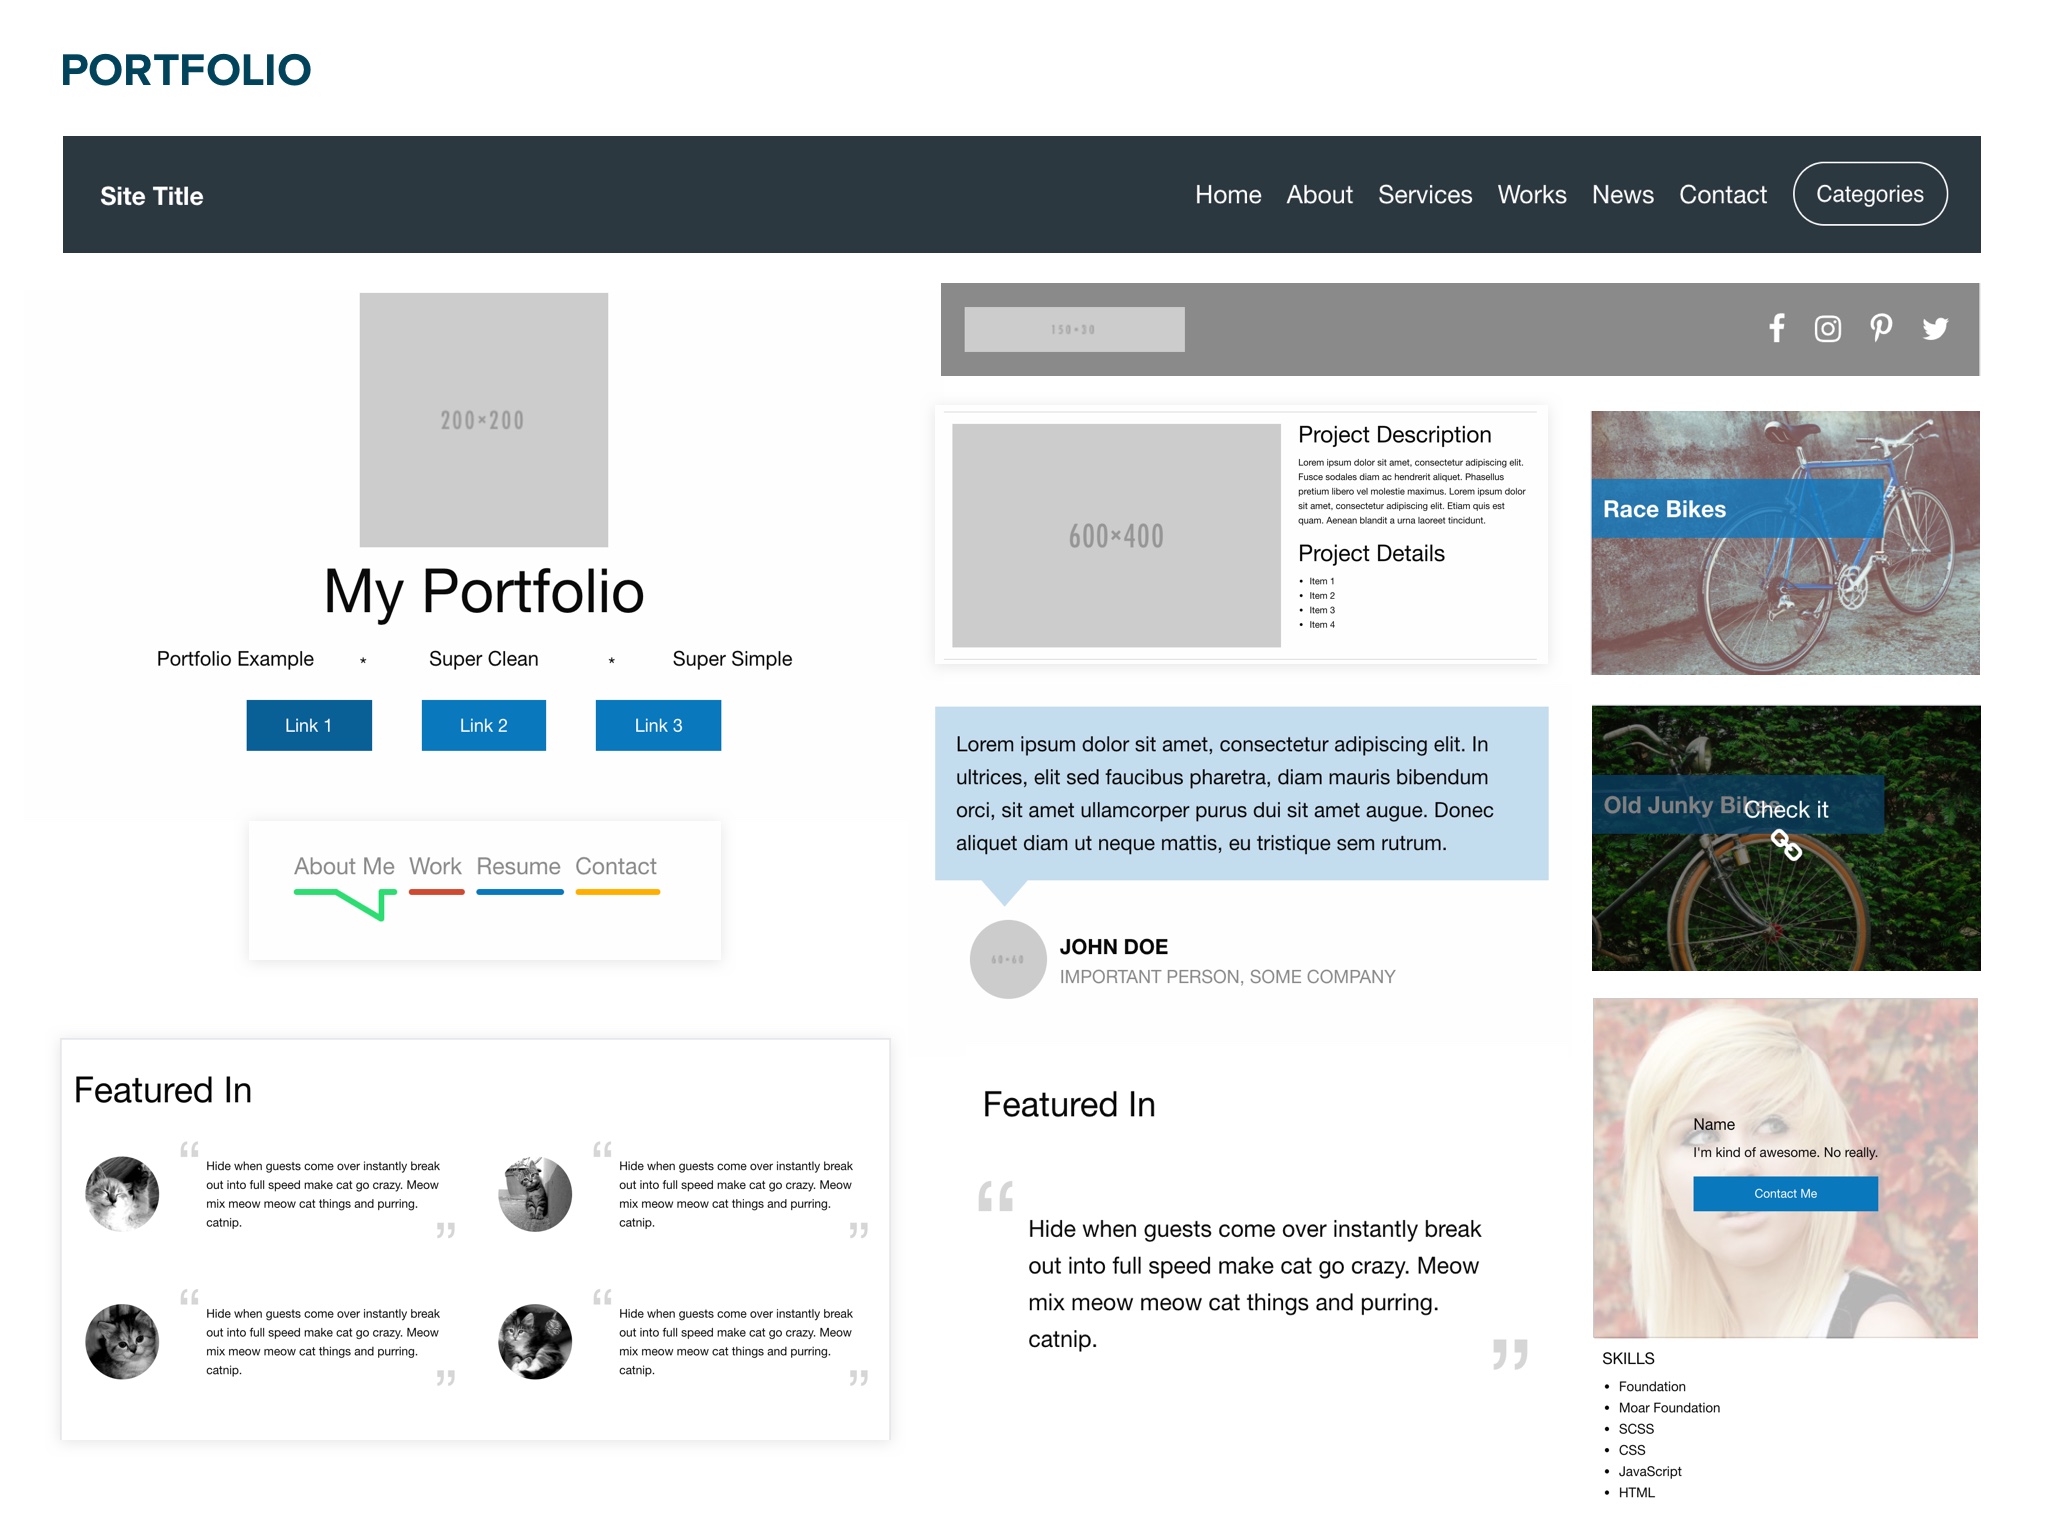 PORTFOLIO
Site Title
Home About Services Works News Contact Categories
200×200
My Portfolio
Portfolio Example * Super Clean * Super Simple
Link 1 Link 2 Link 3
About Me Work Resume Contact
Featured In
“
Hide when guests come over instantly break
out into full speed make cat go crazy. Meow
mix meow meow cat things and purring.
catnip.
”
“
Hide when guests come over instantly break
out into full speed make cat go crazy. Meow
mix meow meow cat things and purring.
catnip.
”
“
Hide when guests come over instantly break
out into full speed make cat go crazy. Meow
mix meow meow cat things and purring.
catnip.
”
“
Hide when guests come over instantly break
out into full speed make cat go crazy. Meow
mix meow meow cat things and purring.
catnip.
”
150×30
600×400
Project Description
Lorem ipsum dolor sit amet, consectetur adipiscing elit.
Fusce sodales diam ac hendrerit aliquet. Phasellus
pretium libero vel molestie maximus. Lorem ipsum dolor
sit amet, consectetur adipiscing elit. Etiam quis est
quam. Aenean blandit a urna laoreet tincidunt.
Project Details
• Item 1
• Item 2
• Item 3
• Item 4
Lorem ipsum dolor sit amet, consectetur adipiscing elit. In
ultrices, elit sed faucibus pharetra, diam mauris bibendum
orci, sit amet ullamcorper purus dui sit amet augue. Donec
aliquet diam ut neque mattis, eu tristique sem rutrum.
60×60
JOHN DOE
IMPORTANT PERSON, SOME COMPANY
Featured In
“
Hide when guests come over instantly break
out into full speed make cat go crazy. Meow
mix meow meow cat things and purring.
catnip.
”
Race Bikes
Old Junky Bikes
Check it
Name
I'm kind of awesome. No really.
Contact Me
SKILLS
• Foundation
• Moar Foundation
• SCSS
• CSS
• JavaScript
• HTML